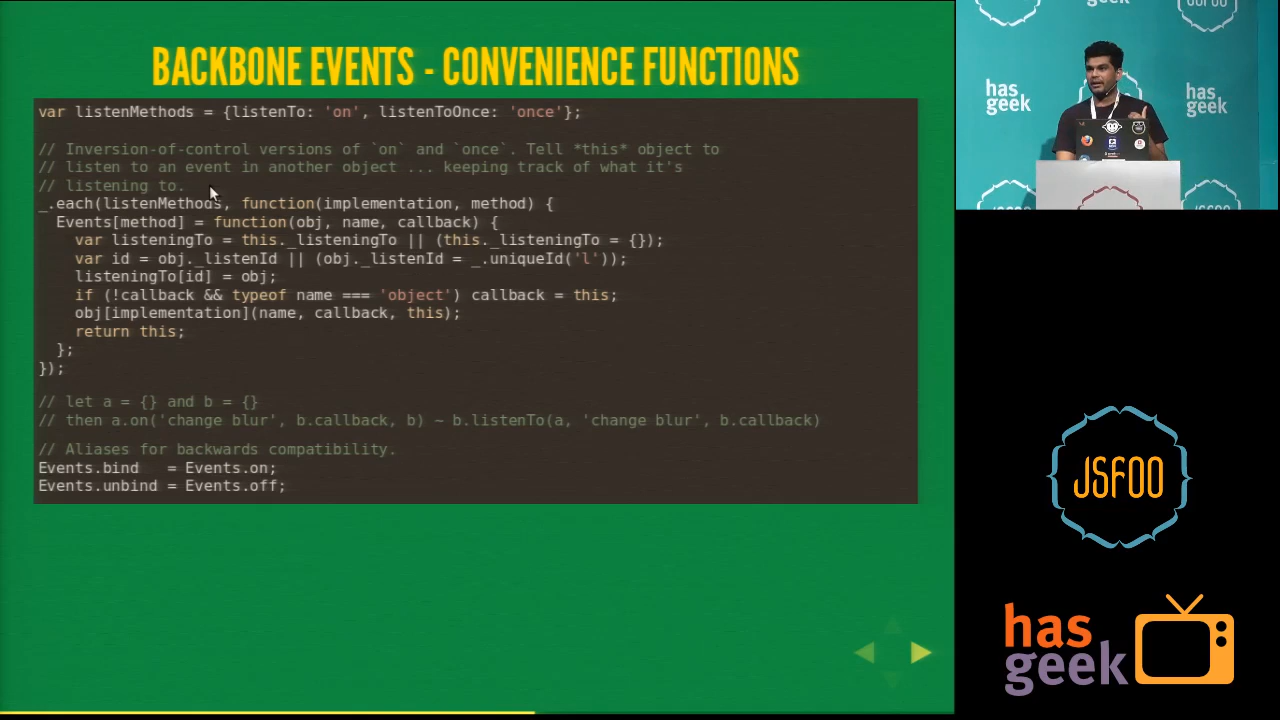 BACKBONE EVENTS - CONVENIENCE FUNCTIONS
var listenMethods = {listenTo: 'on', listenToOnce: 'once'};
// Inversion-of-control versions of `on` and `once`. Tell *this* object to
// listen to an event in another object ... keeping track of what it's
// listening to.
_.each(listenMethods, function(implementation, method) {
Events[method] = function(obj, name, callback) {
var listeningTo = this._listeningTo || (this._listeningTo = {});
var id = obj._listenId || (obj._listenId = _.uniqueId('l'));
listeningTo[id] = obj;
if (!callback && typeof name === 'object') callback = this;
obj[implementation](name, callback, this);
return this;
};
});
// let a = {} and b = {}
// then a.on('change blur', b.callback, b) ~ b.listenTo(a, 'change blur', b.callback)
// Aliases for backwards compatibility.
Events.bind   = Events.on;
Events.unbind = Events.off;
geek
JSFOO
has
geek
has
geek
JSFOO
has
geek